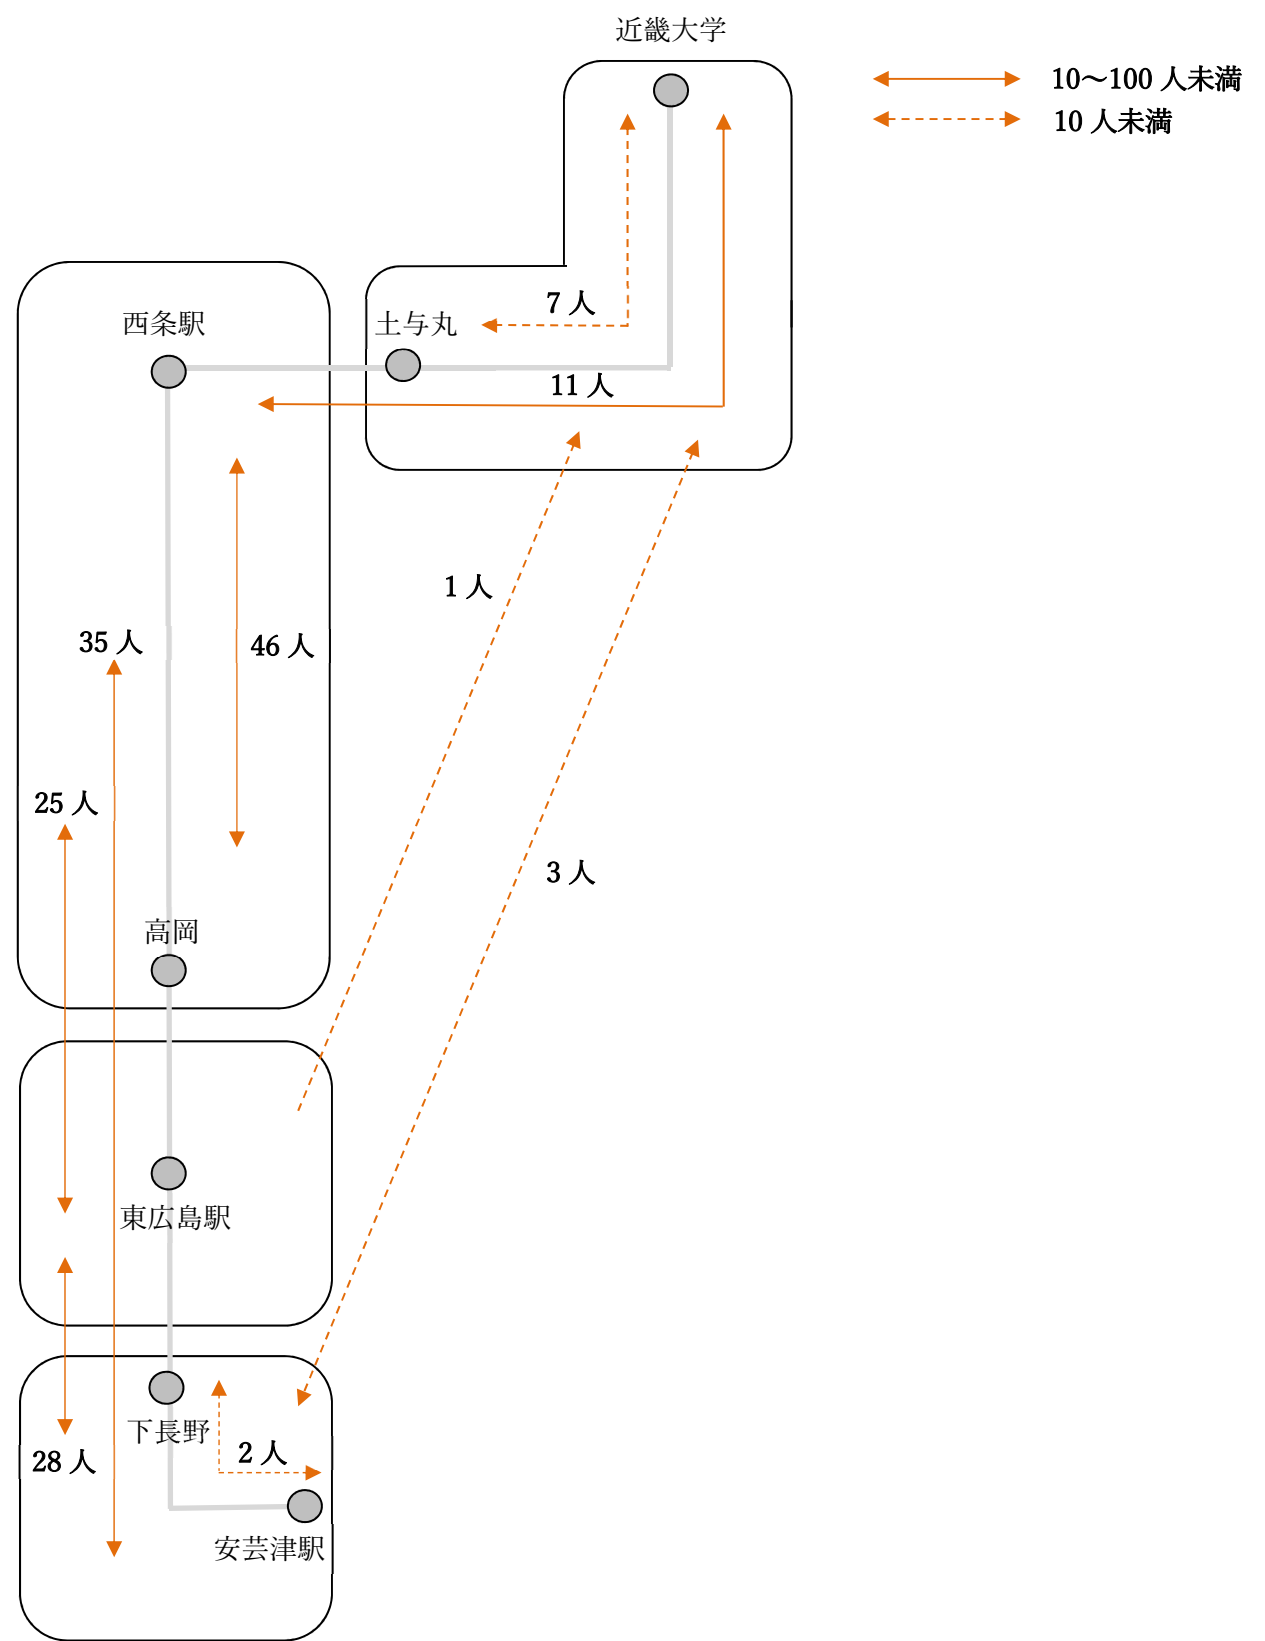 近畿大学
10～100 人未満
10 人未満
7 人
西条駅
土与丸
11 人
1 人
35 人
46 人
25 人
3 人
高岡
東広島駅
下長野
2 人
28 人
安芸津駅